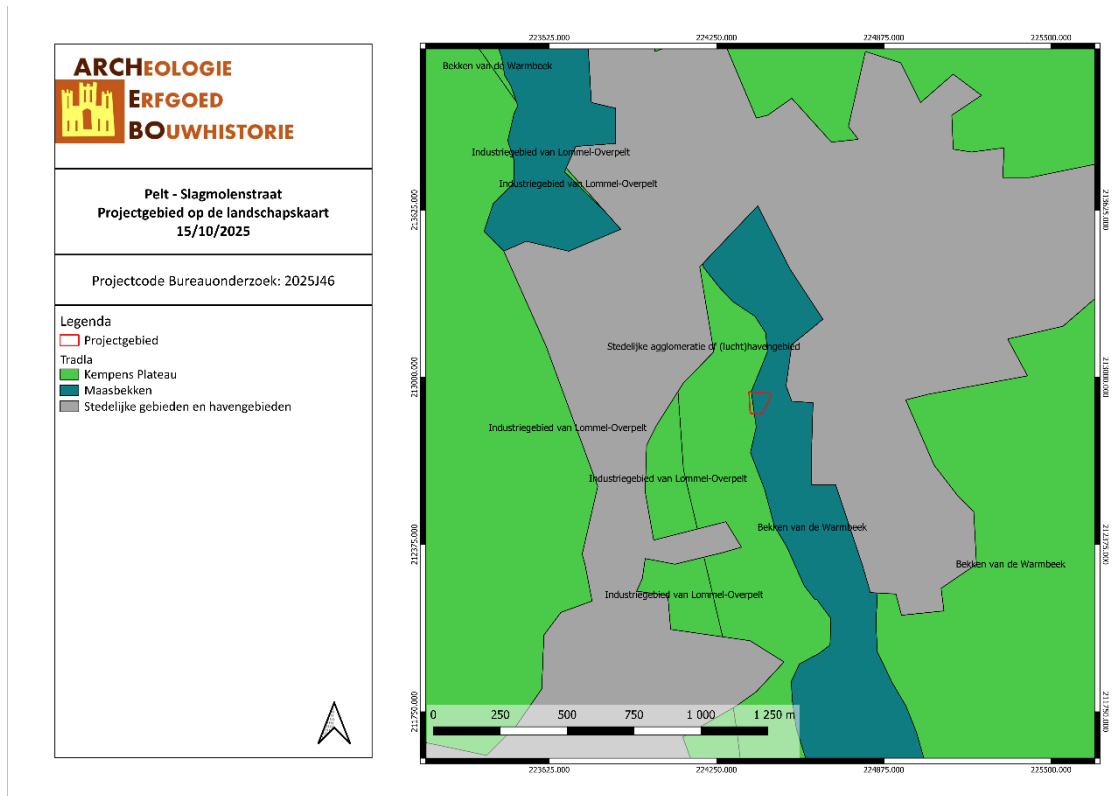 ARCHEOLOGIE
ERFGOED
BOUWHISTORIE
Pelt - Slagmolenstraat
Projectgebied op de landschapskaart
15/10/2025
Projectcode Bureauonderzoek: 2025J46
Legenda
Projectgebied
Tradla
Kempens Plateau
Maasbekken
Stedelijke gebieden en havengebieden
223625.000 224250.000 224875.000 225500.000
Bekken van de Warmbeek
Industriegebied van Lommel-Overpelt
Industriegebied van Lommel-Overpelt
213625.000 213625.000
Stedelijke agglomeratie of (lucht)havengebied
213000.000 213000.000
Industriegebied van Lommel-Overpelt
Industriegebied van Lommel-Overpelt
Bekken van de Warmbeek
212375.000 212375.000
Bekken van de Warmbeek
Industriegebied van Lommel-Overpelt
211750.000 211750.000
0 250 500 750 1 000 1 250 m
223625.000 224250.000 224875.000 225500.000